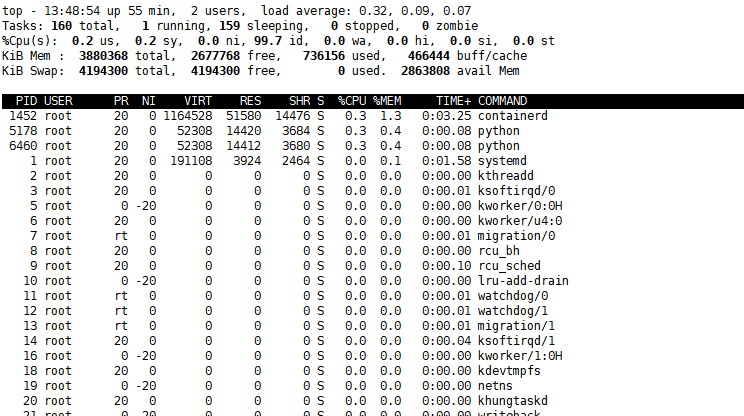 top - 13:48:54 up 55 min,  2 users,  load average: 0.32, 0.09, 0.07
Tasks: 160 total,   1 running, 159 sleeping,   0 stopped,   0 zombie
%Cpu(s):  0.2 us,  0.2 sy,  0.0 ni, 99.7 id,  0.0 wa,  0.0 hi,  0.0 si,  0.0 st
KiB Mem :  3880368 total,  2677768 free,   736156 used,   466444 buff/cache
KiB Swap:  4194300 total,  4194300 free,        0 used.  2863808 avail Mem
  PID USER      PR  NI    VIRT    RES    SHR S  %CPU %MEM     TIME+ COMMAND
 1452 root      20   0 1164528  51580  14476 S   0.3  1.3   0:03.25 containerd
 5178 root      20   0   52308  14420   3684 S   0.3  0.4   0:00.08 python
 6460 root      20   0   52308  14412   3680 S   0.3  0.4   0:00.08 python
    1 root      20   0  191108   3924   2464 S   0.0  0.1   0:01.58 systemd
    2 root      20   0       0      0      0 S   0.0  0.0   0:00.00 kthreadd
    3 root      20   0       0      0      0 S   0.0  0.0   0:00.01 ksoftirqd/0
    5 root       0 -20       0      0      0 S   0.0  0.0   0:00.00 kworker/0:0H
    6 root      20   0       0      0      0 S   0.0  0.0   0:00.00 kworker/u4:0
    7 root      rt   0       0      0      0 S   0.0  0.0   0:00.01 migration/0
    8 root      20   0       0      0      0 S   0.0  0.0   0:00.00 rcu_bh
    9 root      20   0       0      0      0 S   0.0  0.0   0:00.10 rcu_sched
   10 root       0 -20       0      0      0 S   0.0  0.0   0:00.00 lru-add-drain
   11 root      rt   0       0      0      0 S   0.0  0.0   0:00.01 watchdog/0
   12 root      rt   0       0      0      0 S   0.0  0.0   0:00.01 watchdog/1
   13 root      rt   0       0      0      0 S   0.0  0.0   0:00.01 migration/1
   14 root      20   0       0      0      0 S   0.0  0.0   0:00.04 ksoftirqd/1
   16 root       0 -20       0      0      0 S   0.0  0.0   0:00.00 kworker/1:0H
   18 root      20   0       0      0      0 S   0.0  0.0   0:00.00 kdevtmpfs
   19 root       0 -20       0      0      0 S   0.0  0.0   0:00.00 netns
   20 root      20   0       0      0      0 S   0.0  0.0   0:00.00 khungtaskd
   21 root       0 -20       0      0      0 S   0.0  0.0   0:00.00 writeback